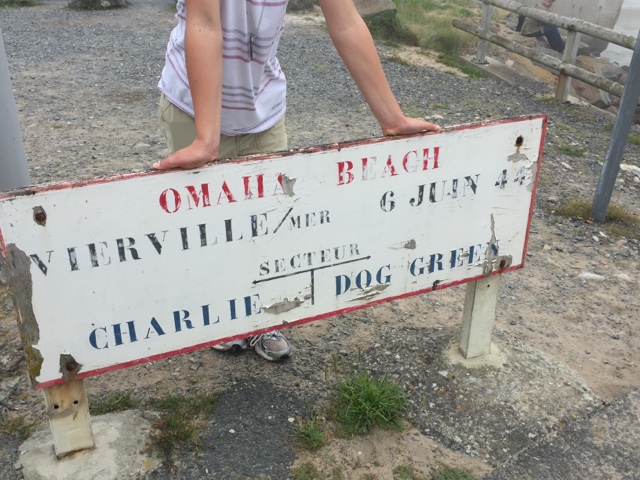 OMAHA BEACH
VIERVILLE/MER 6 JUIN 44
SECTEUR
CHARLIE DOG GREEN